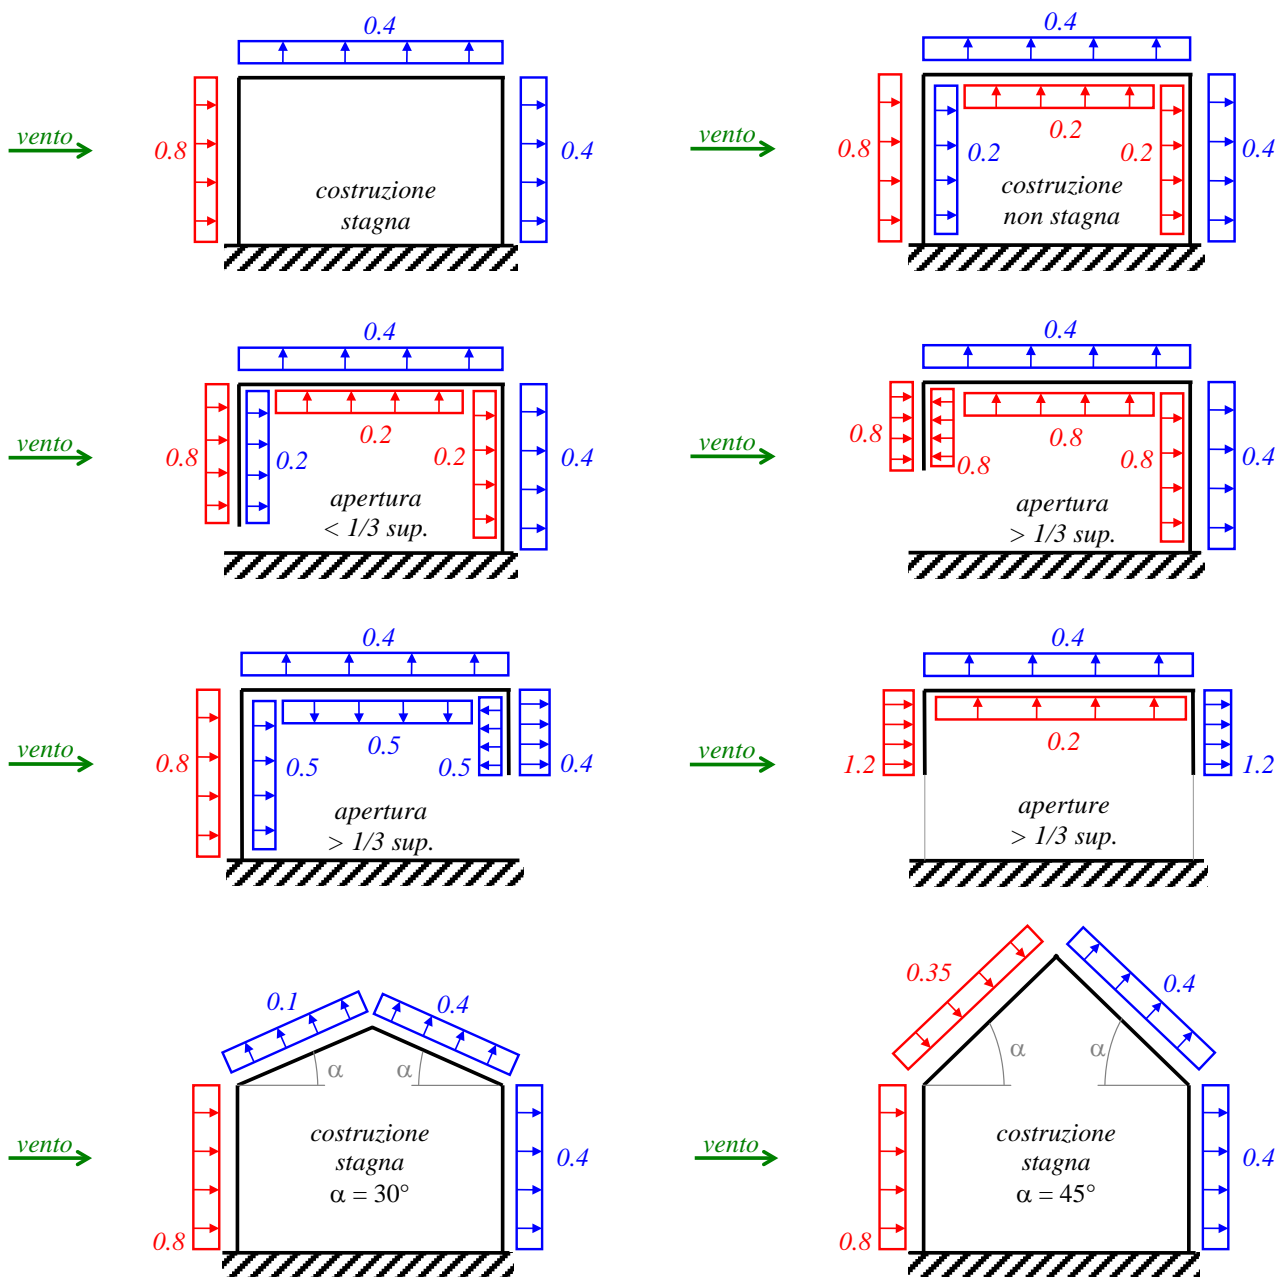 0.4
vento
0.8
costruzione
stagna
0.4
0.4
vento
0.8
0.2
0.2
0.2
costruzione
non stagna
0.4
0.4
vento
0.8
0.2
0.2
0.2
apertura
< 1/3 sup.
0.4
0.4
vento
0.8
0.8
0.8
0.8
apertura
> 1/3 sup.
0.4
0.4
vento
0.8
0.5
0.5
0.5
apertura
> 1/3 sup.
0.4
0.4
vento
1.2
0.2
aperture
> 1/3 sup.
1.2
0.1
0.4
α
α
vento
costruzione
stagna
α = 30°
0.4
0.8
0.35
0.4
α
α
vento
costruzione
stagna
α = 45°
0.4
0.8